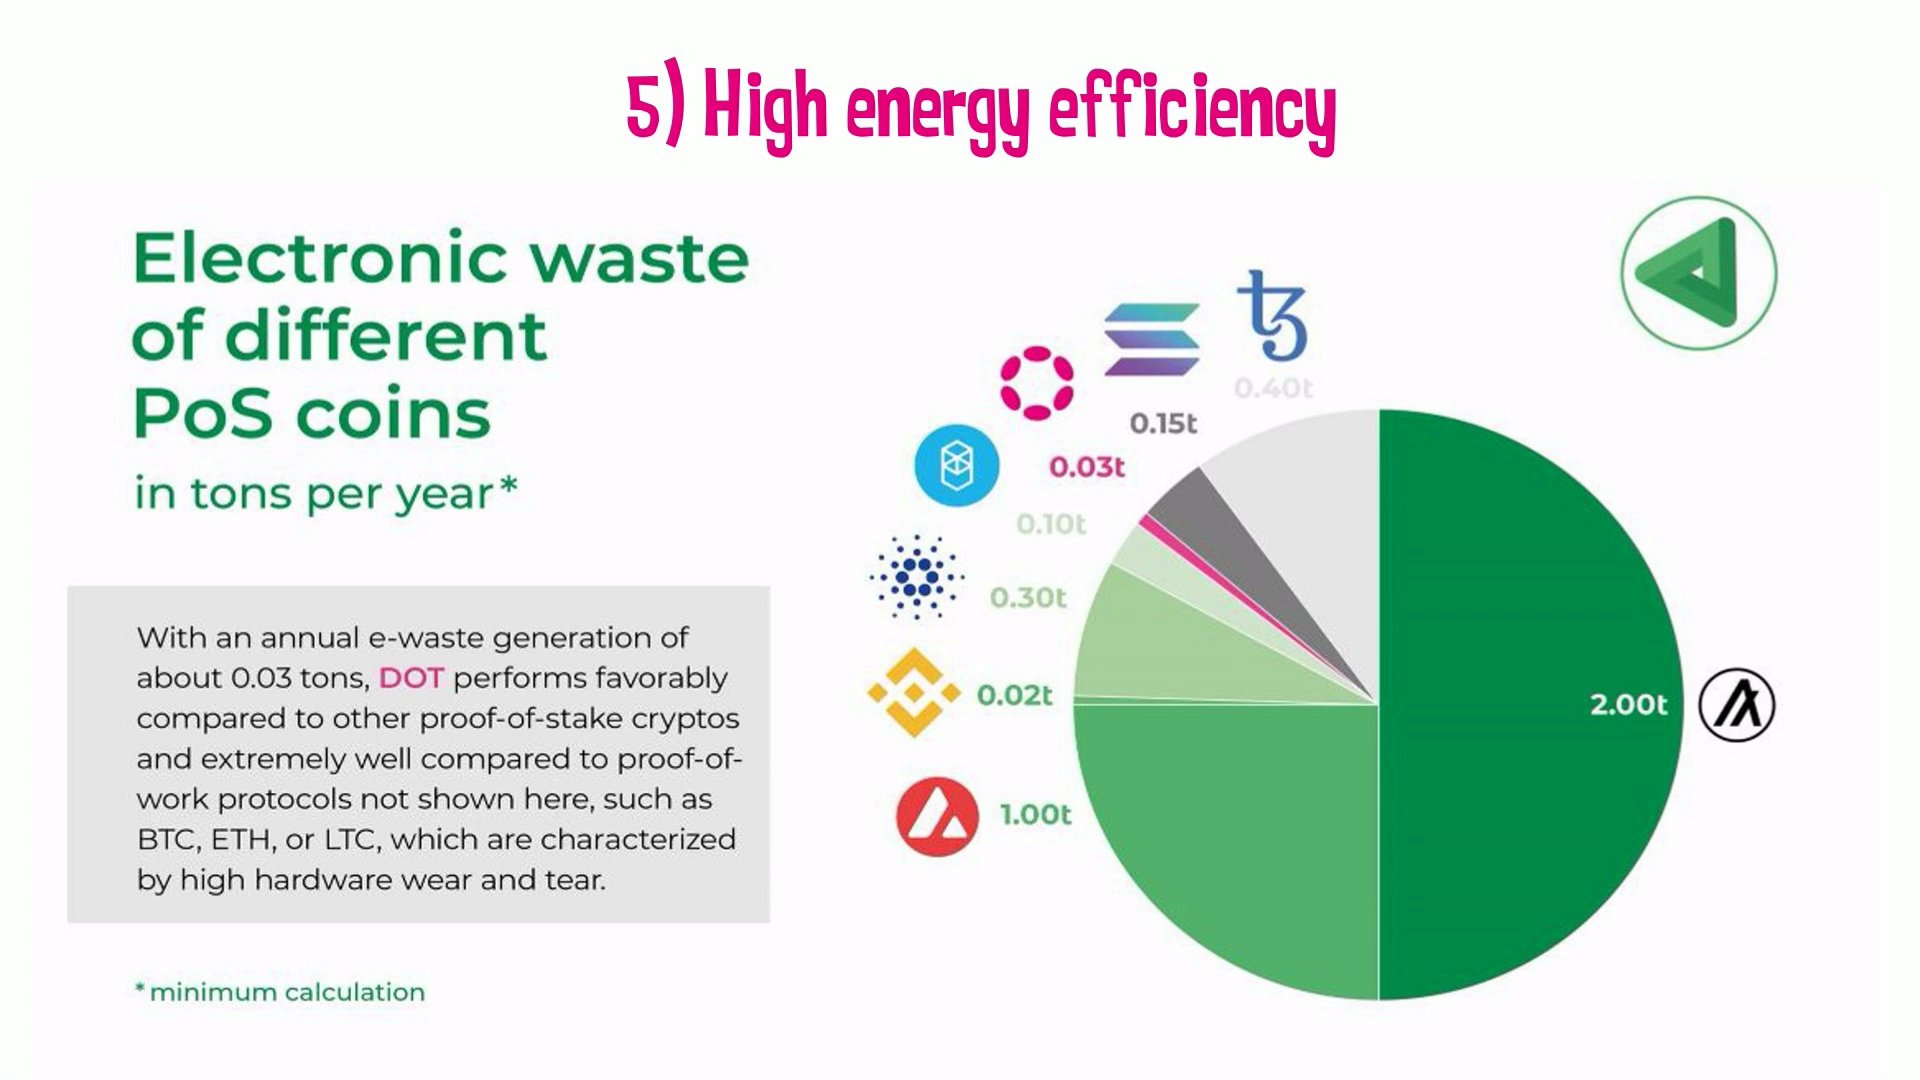 5) High energy efficiency
Electronic waste
of different
PoS coins
in tons per year*
With an annual e-waste generation of
about 0.03 tons, DOT performs favorably
compared to other proof-of-stake cryptos
and extremely well compared to proof-of-
work protocols not shown here, such as
BTC, ETH, or LTC, which are characterized
by high hardware wear and tear.
* minimum calculation
0.40t
0.15t
0.03t
0.10t
0.30t
0.02t
1.00t
2.00t